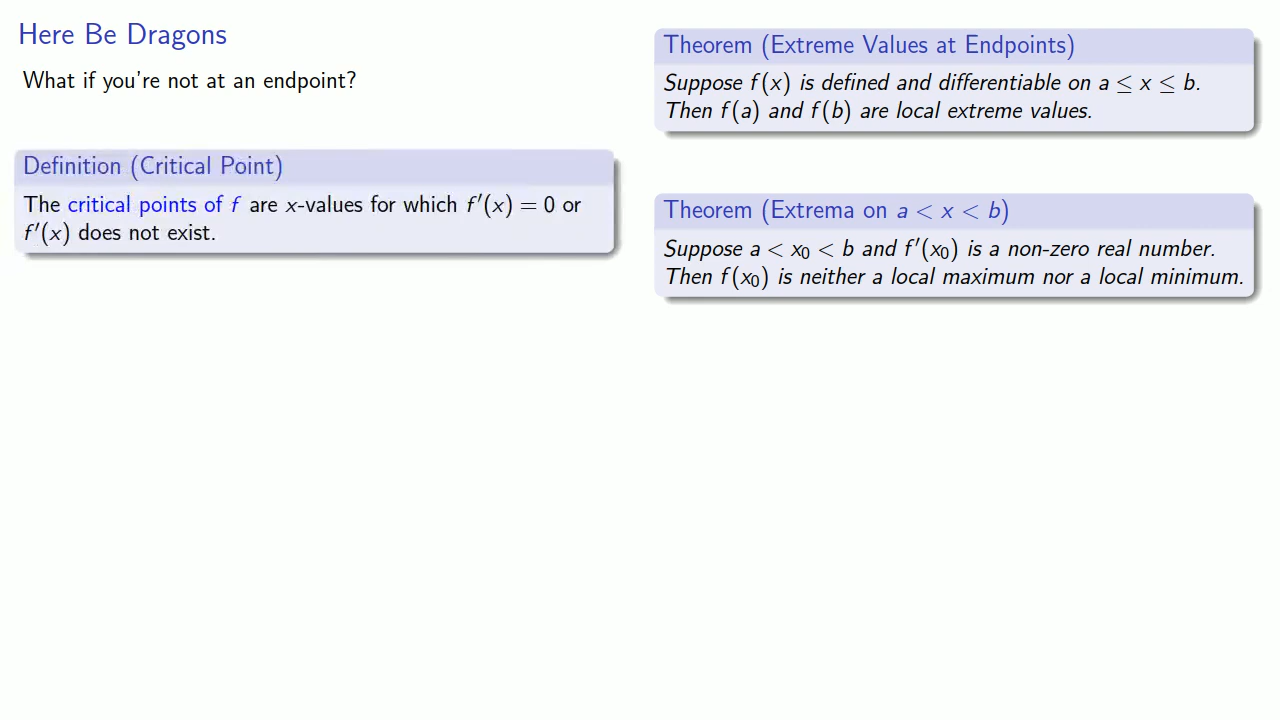 Here Be Dragons
What if you're not at an endpoint?
Definition (Critical Point)
The critical points of f are x-values for which f′(x) = 0 or
f′(x) does not exist.
Theorem (Extreme Values at Endpoints)
Suppose f(x) is defined and differentiable on a ≤ x ≤ b.
Then f(a) and f(b) are local extreme values.
Theorem (Extrema on a < x < b)
Suppose a < x₀ < b and f′(x₀) is a non-zero real number.
Then f(x₀) is neither a local maximum nor a local minimum.